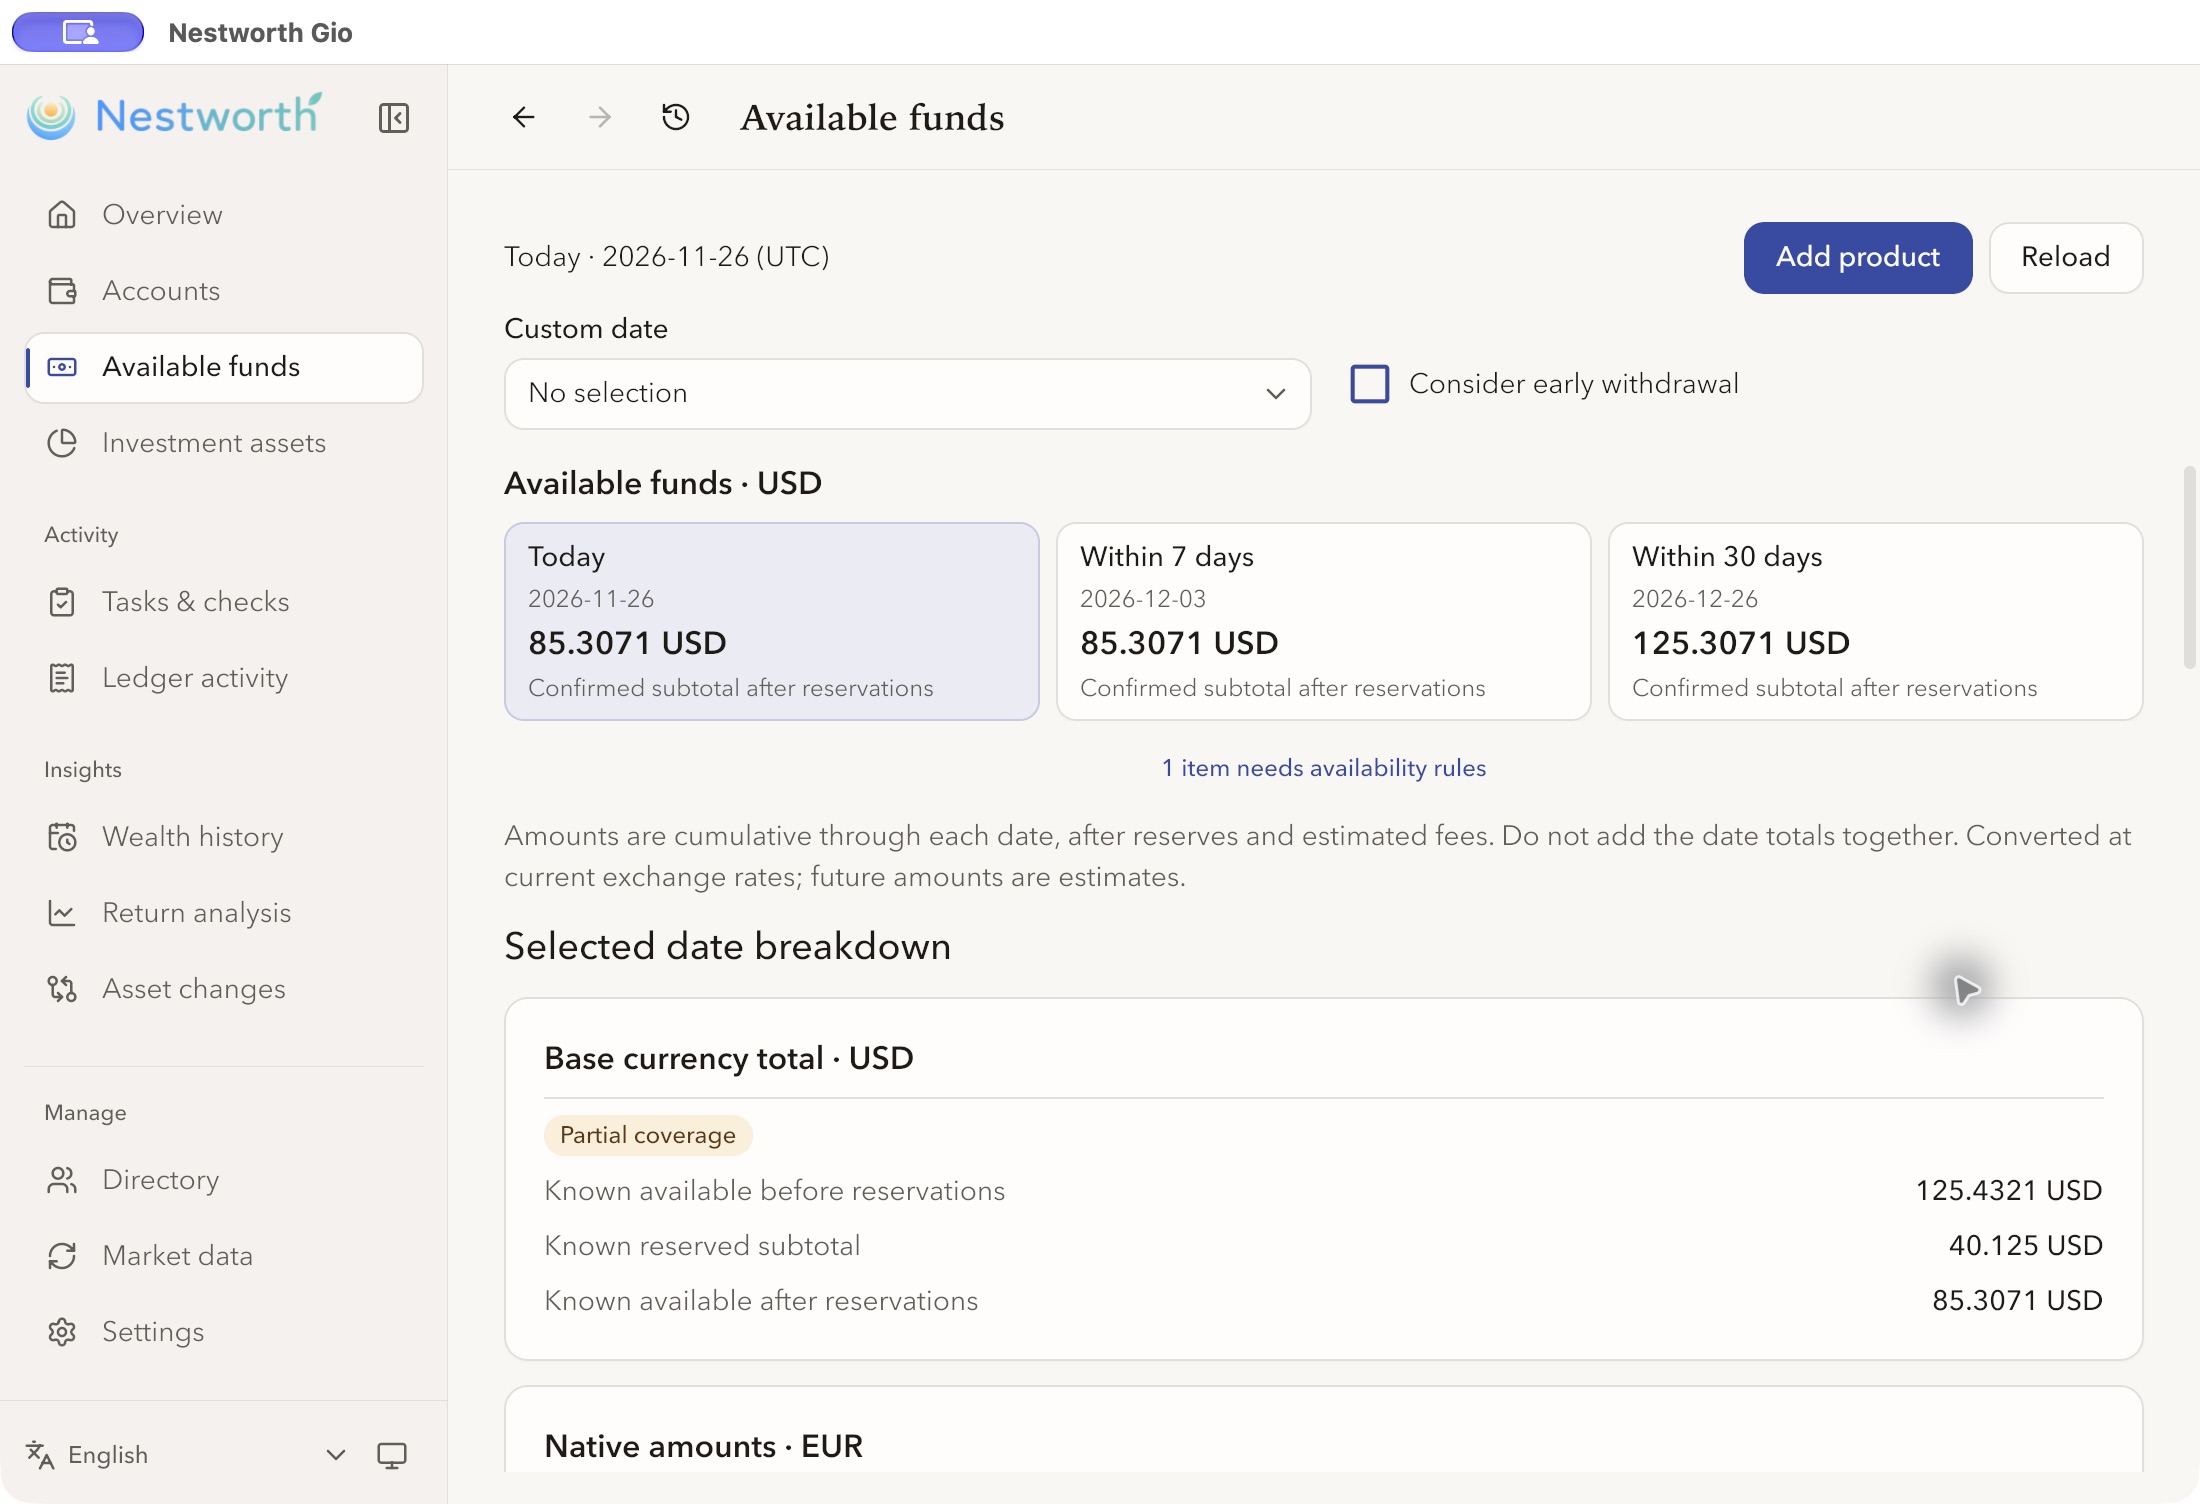 Nestworth Gio
Nestworth
Available funds
Overview
Accounts
Available funds
Investment assets
Activity
Tasks & checks
Ledger activity
Insights
Wealth history
Return analysis
Asset changes
Manage
Directory
Market data
Settings
English
Today · 2026-11-26 (UTC)
Add product
Reload
Custom date
No selection
Consider early withdrawal
Available funds · USD
Today
2026-11-26
85.3071 USD
Confirmed subtotal after reservations
Within 7 days
2026-12-03
85.3071 USD
Confirmed subtotal after reservations
Within 30 days
2026-12-26
125.3071 USD
Confirmed subtotal after reservations
1 item needs availability rules
Amounts are cumulative through each date, after reserves and estimated fees. Do not add the date totals together. Converted at
current exchange rates; future amounts are estimates.
Selected date breakdown
Base currency total · USD
Partial coverage
Known available before reservations 125.4321 USD
Known reserved subtotal 40.125 USD
Known available after reservations 85.3071 USD
Native amounts · EUR